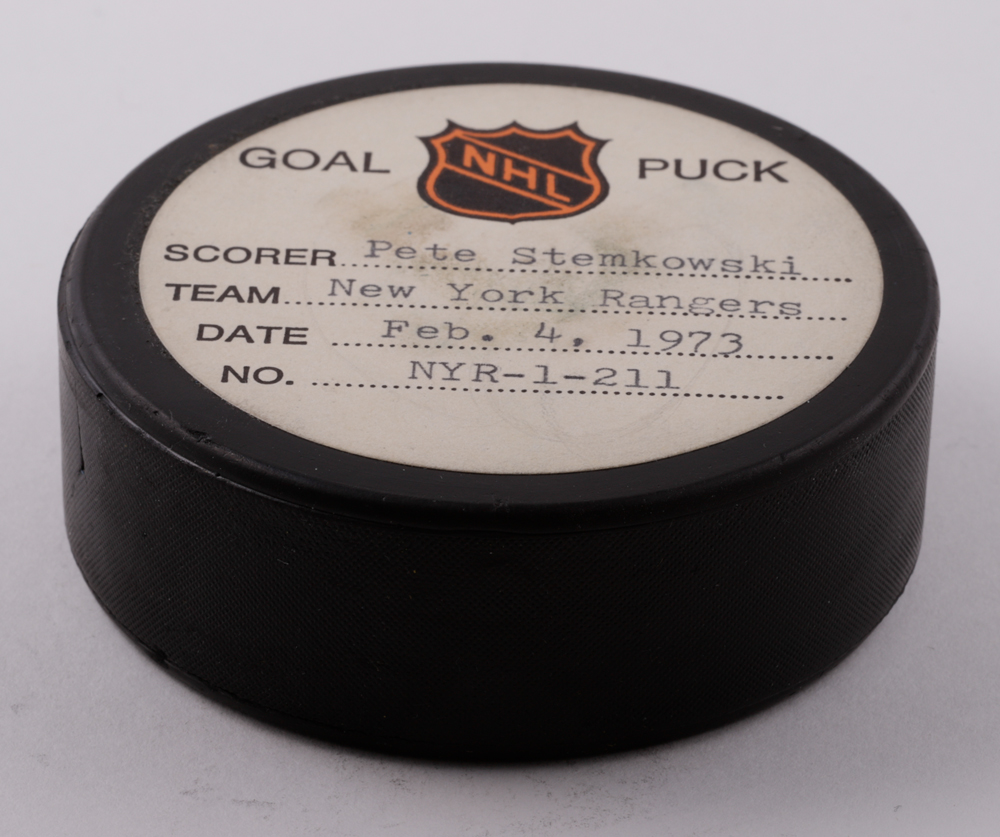 GOAL NHL PUCK
SCORER Pete Stemkowski
TEAM New York Rangers
DATE Feb. 4, 1973
NO. NYR-1-211